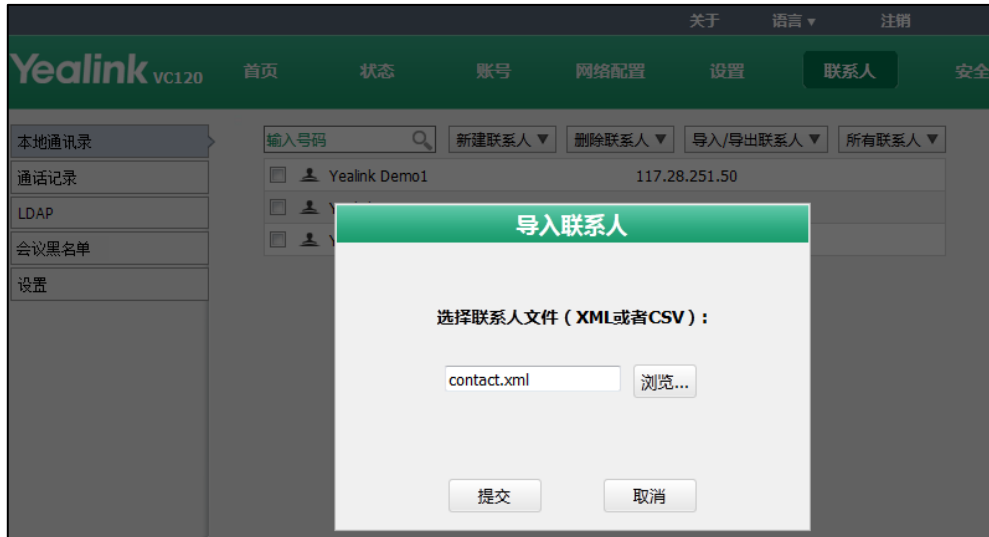 关于 语言 ▼ 注销
Yealink VC120 首页 状态 账号 网络配置 设置 联系人 安全
本地通讯录
通话记录
LDAP
会议黑名单
设置
输入号码 新建联系人 ▼ 删除联系人 ▼ 导入/导出联系人 ▼ 所有联系人 ▼
Yealink Demo1 117.28.251.50
导入联系人
选择联系人文件（XML或者CSV）:
contact.xml 浏览...
提交 取消